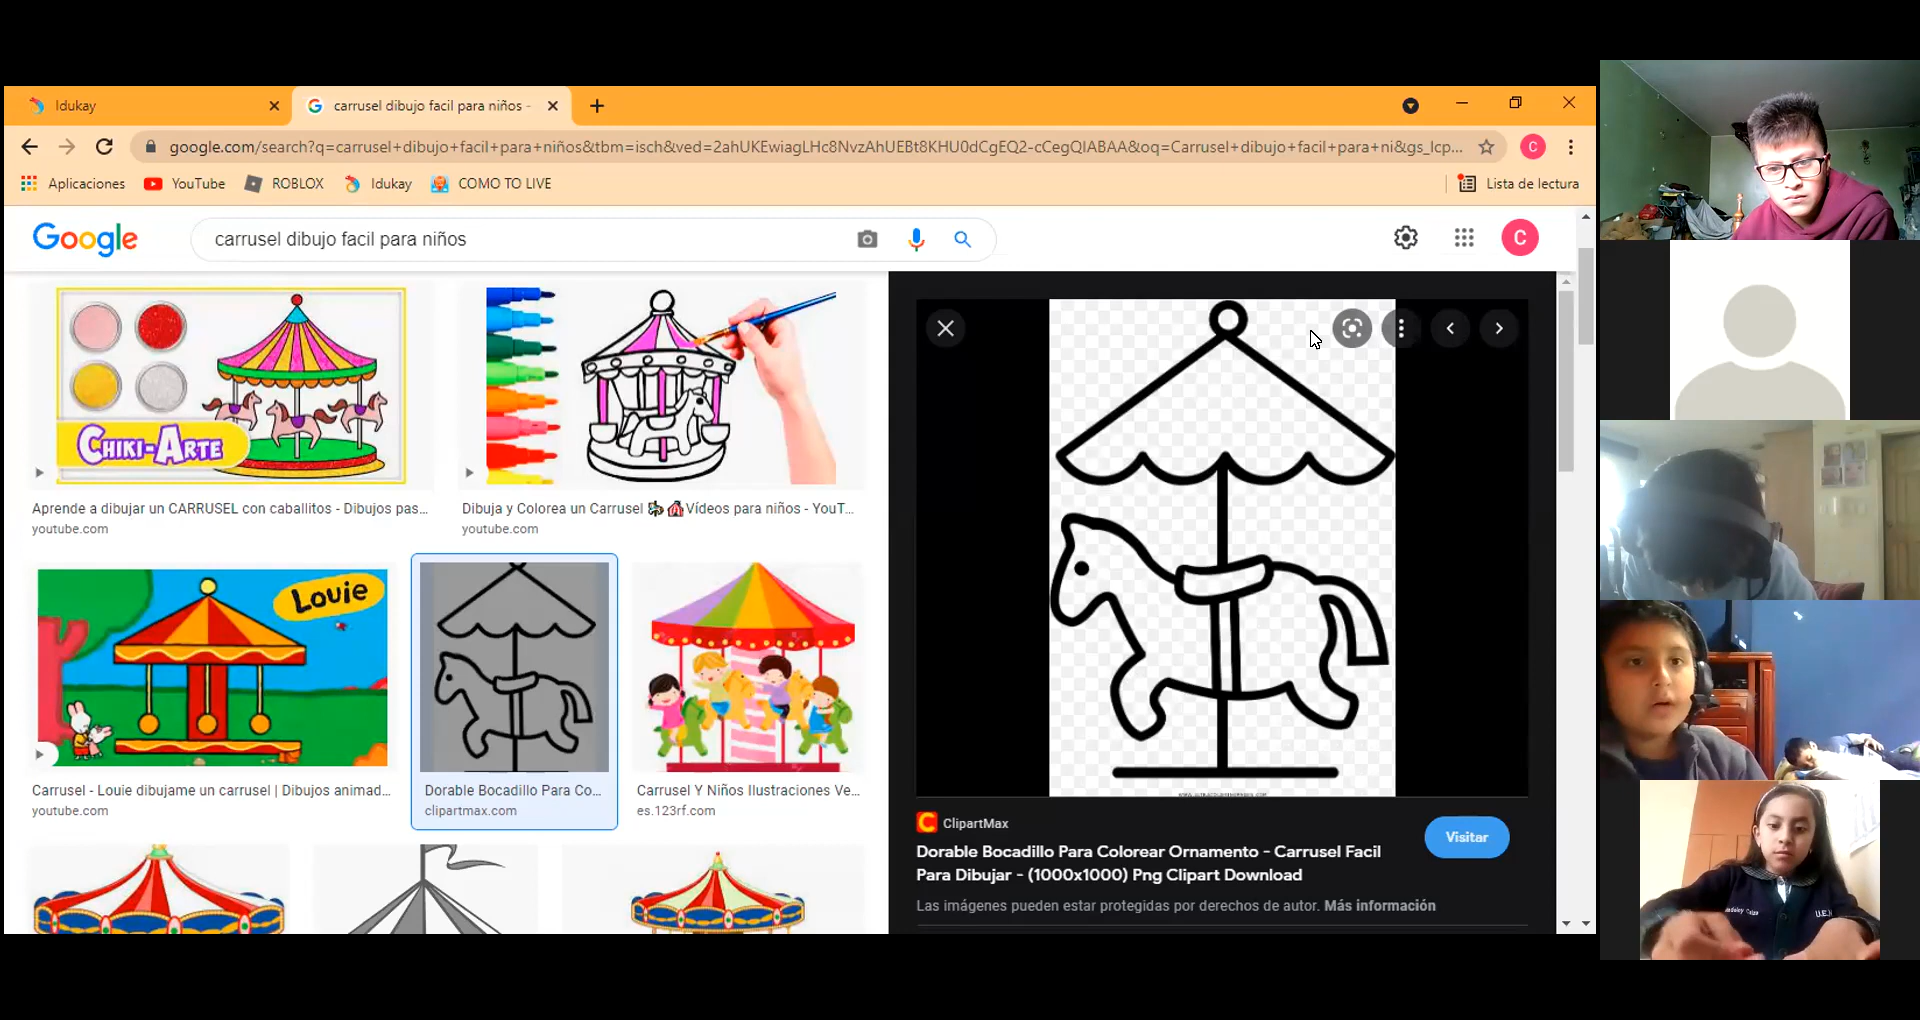 Idukay
carrusel dibujo facil para niños -
google.com/search?q=carrusel+dibujo+facil+para+niños&tbm=isch&ved=2ahUKEwiagLHc8NvzAhUEBt8KHU0dCgEQ2-cCegQIABAA&oq=Carrusel+dibujo+facil+para+ni&gs_lcp...
C
Aplicaciones
YouTube
ROBLOX
Idukay
COMO TO LIVE
Lista de lectura
Google
carrusel dibujo facil para niños
C
CHIKI-ARTE
Aprende a dibujar un CARRUSEL con caballitos - Dibujos pas...
youtube.com
Dibuja y Colorea un Carrusel 🎠🎪Vídeos para niños - YouT...
youtube.com
Louie
Carrusel - Louie dibujame un carrusel | Dibujos animad...
youtube.com
Dorable Bocadillo Para Co...
clipartmax.com
Carrusel Y Niños Ilustraciones Ve...
es.123rf.com
C
ClipartMax
Dorable Bocadillo Para Colorear Ornamento - Carrusel Facil
Para Dibujar - (1000x1000) Png Clipart Download
Visitar
Las imágenes pueden estar protegidas por derechos de autor. Más información